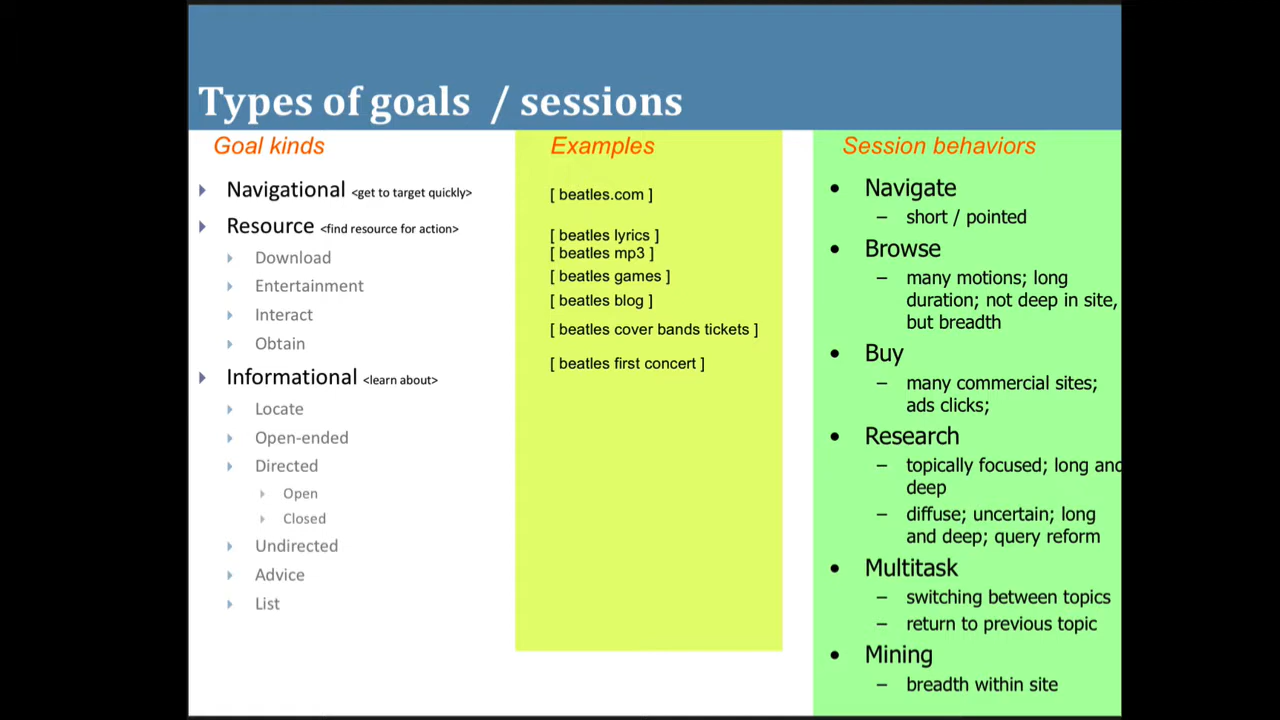 Types of goals / sessions
Goal kinds
Navigational <get to target quickly>
Resource <find resource for action>
Download
Entertainment
Interact
Obtain
Informational <learn about>
Locate
Open-ended
Directed
Open
Closed
Undirected
Advice
List
Examples
[ beatles.com ]
[ beatles lyrics ]
[ beatles mp3 ]
[ beatles games ]
[ beatles blog ]
[ beatles cover bands tickets ]
[ beatles first concert ]
Session behaviors
• Navigate
– short / pointed
• Browse
– many motions; long
duration; not deep in site,
but breadth
• Buy
– many commercial sites;
ads clicks;
• Research
– topically focused; long and
deep
– diffuse; uncertain; long
and deep; query reform
• Multitask
– switching between topics
– return to previous topic
• Mining
– breadth within site